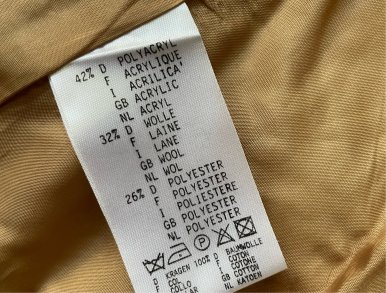 42% D POLYACRYL
F ACRYLIQUE
I ACRILICA'
GB ACRYLIC
NL ACRYL
32% D WOLLE
F LAINE
I LANE
GB WOOL
NL WOL
26% D POLYESTER
F POLYESTER
I POLIESTERE
GB POLYESTER
NL POLYESTER
P
D KRAGEN 100% D BAUMWOLLE
F COL F COTON
I COLLO I COTONE
GB COTTON
NL KATOEN